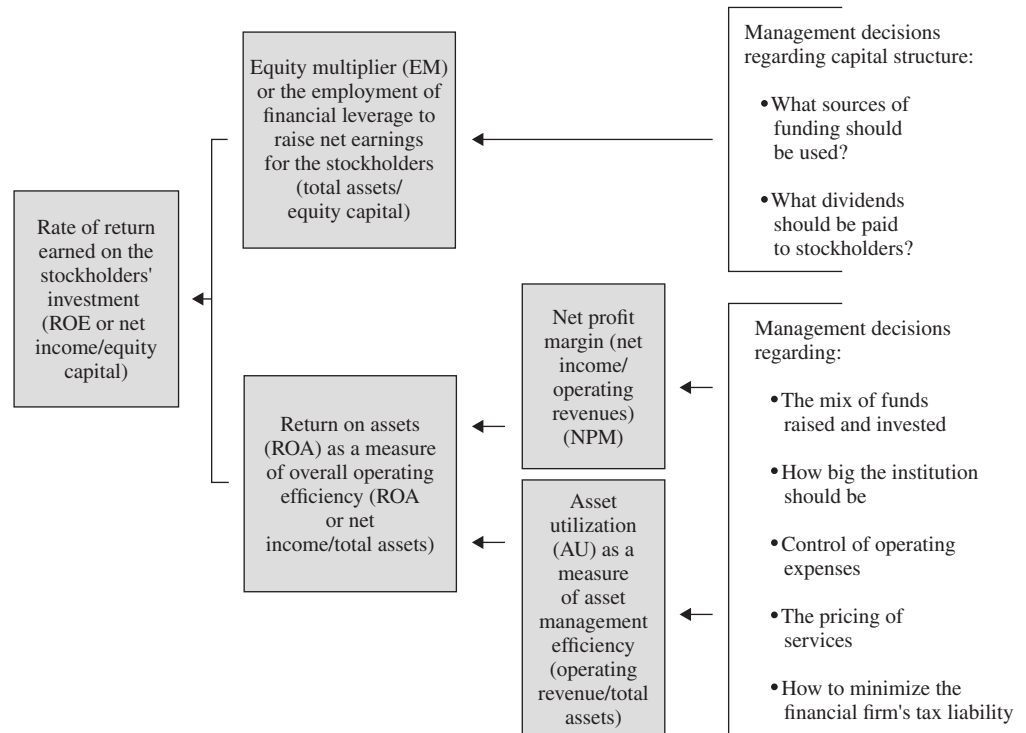 Rate of return
earned on the
stockholders'
investment
(ROE or net
income/equity
capital)
Equity multiplier (EM)
or the employment of
financial leverage to
raise net earnings
for the stockholders
(total assets/
equity capital)
Return on assets
(ROA) as a measure
of overall operating
efficiency (ROA
or net
income/total assets)
Net profit
margin (net
income/
operating
revenues)
(NPM)
Asset
utilization
(AU) as a
measure
of asset
management
efficiency
(operating
revenue/total
assets)
Management decisions
regarding capital structure:
•What sources of
funding should
be used?
•What dividends
should be paid
to stockholders?
Management decisions
regarding:
•The mix of funds
raised and invested
•How big the institution
should be
•Control of operating
expenses
•The pricing of
services
•How to minimize the
financial firm's tax liability